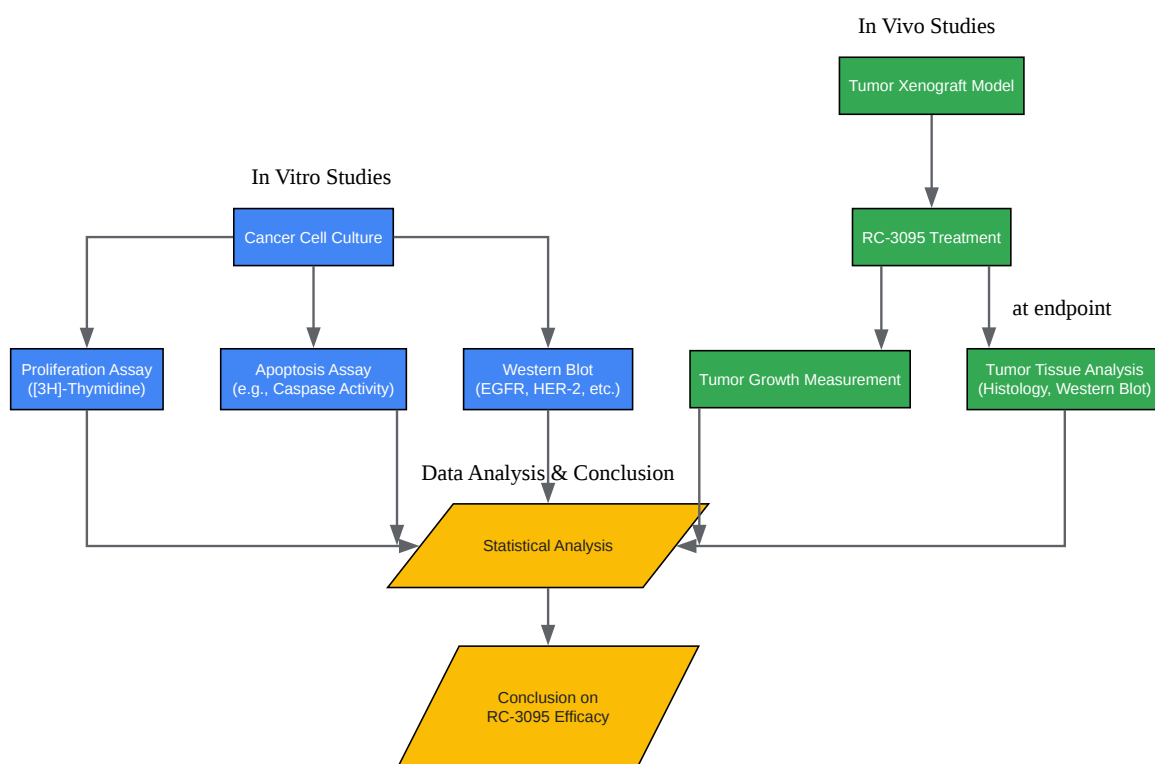 In Vivo Studies
Tumor Xenograft Model
In Vitro Studies
Cancer Cell Culture
RC-3095 Treatment
at endpoint
Proliferation Assay
([3H]-Thymidine)
Apoptosis Assay
(e.g., Caspase Activity)
Western Blot
(EGFR, HER-2, etc.)
Tumor Growth Measurement
Tumor Tissue Analysis
(Histology, Western Blot)
Data Analysis & Conclusion
Statistical Analysis
Conclusion on
RC-3095 Efficacy